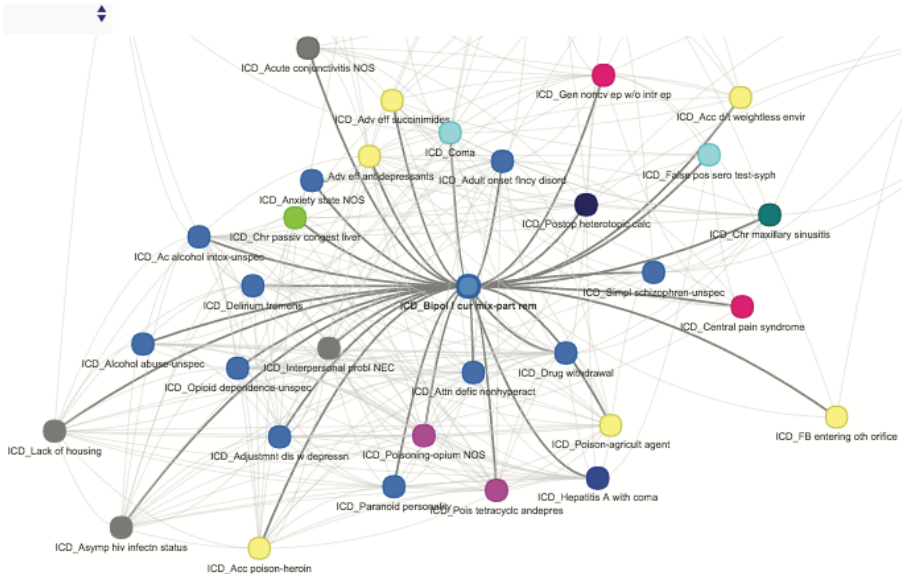 ICD_Acute conjunctivitis NOS
ICD_Gen noncv ep w/o intr ep
ICD_Adv eff succinimides
ICD_Acc d/t weightless envir
ICD_Coma
ICD_False pos sero test-syph
Adv eff antidepressants
ICD_Adult onset flncy disord
ICD_Anxiety state NOS
ICD_Postop heterotopic calc
ICD_Chr passiv congest liver
ICD_Chr maxillary sinusitis
ICD_Ac alcohol intox-unspec
ICD_Simpl schizophren-unspec
ICD_Delirium tremens
ICD_Bipol I cur mix-part rem
ICD_Central pain syndrome
ICD_Alcohol abuse-unspec
ICD_Interpersonal probl NEC
ICD_Drug withdrawal
ICD_Opioid dependence-unspec
ICD_Attn defic nonhyperact
ICD_FB entering oth orifice
ICD_Poison-agricult agent
ICD_Lack of housing
ICD_Adjustmnt dis w depressn
ICD_Poisoning-opium NOS
ICD_Hepatitis A with coma
ICD_Paranoid personality
ICD_Pois tetracyclc andepres
ICD_Asymp hiv infectn status
ICD_Acc poison-heroin